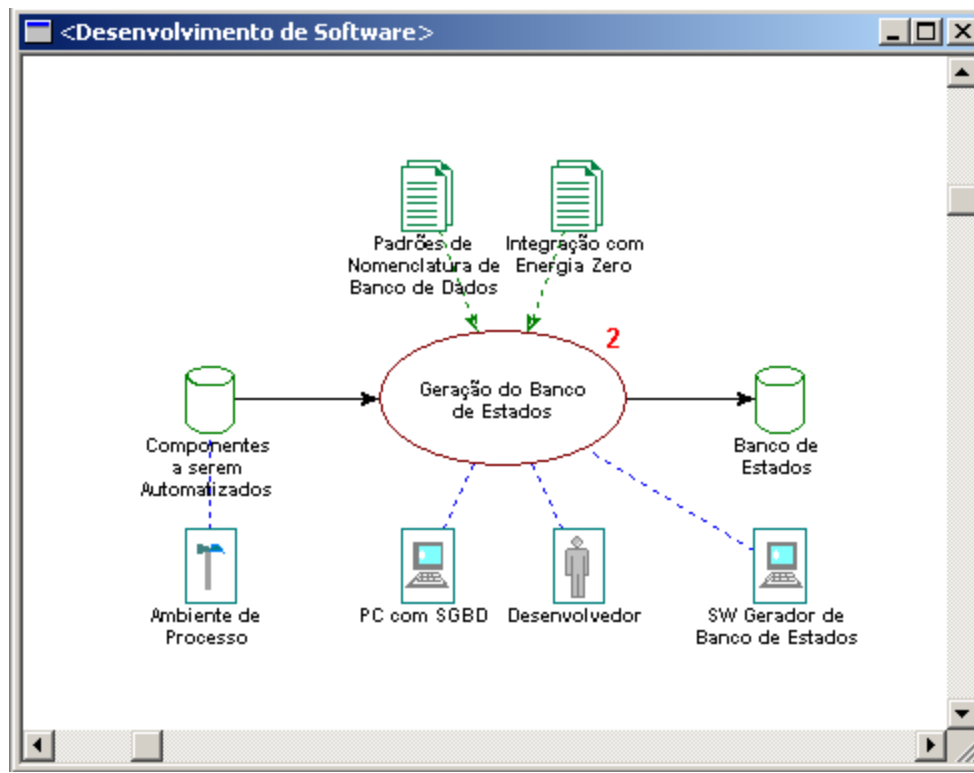 <Desenvolvimento de Software>
Padrões de
Nomenclatura de
Banco de Dados
Integração com
Energia Zero
2
Geração do Banco
de Estados
Componentes
a serem
Automatizados
Banco de
Estados
Ambiente de
Processo
PC com SGBD
Desenvolvedor
SW Gerador de
Banco de Estados